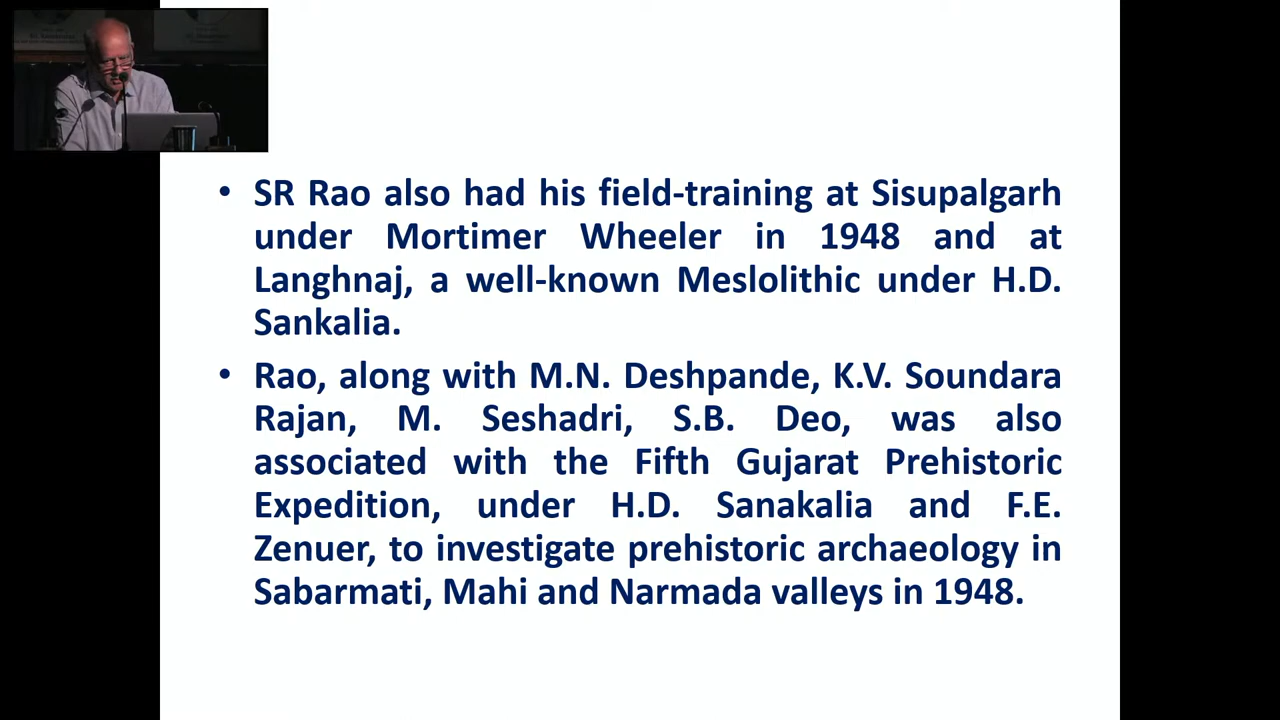 • SR Rao also had his field-training at Sisupalgarh
under Mortimer Wheeler in 1948 and at
Langhnaj, a well-known Meslolithic under H.D.
Sankalia.
• Rao, along with M.N. Deshpande, K.V. Soundara
Rajan, M. Seshadri, S.B. Deo, was also
associated with the Fifth Gujarat Prehistoric
Expedition, under H.D. Sanakalia and F.E.
Zenuer, to investigate prehistoric archaeology in
Sabarmati, Mahi and Narmada valleys in 1948.